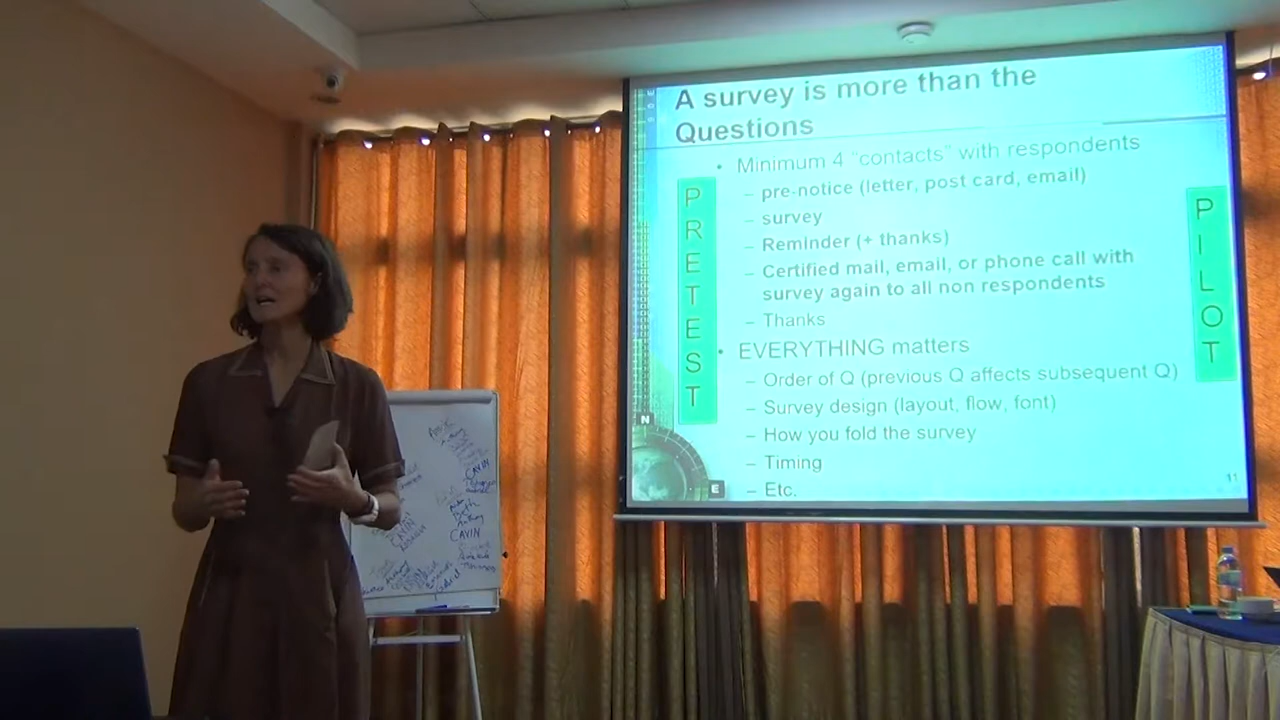 A survey is more than the
Questions
• Minimum 4 "contacts" with respondents
– pre-notice (letter, post card, email)
– survey
– Reminder (+ thanks)
– Certified mail, email, or phone call with
survey again to all non respondents
– Thanks
• EVERYTHING matters
– Order of Q (previous Q affects subsequent Q)
– Survey design (layout, flow, font)
– How you fold the survey
– Timing
– Etc.
PRETEST
PILOT
N
E
11
CAVIN
Anthony
CAVIN
CAVIN